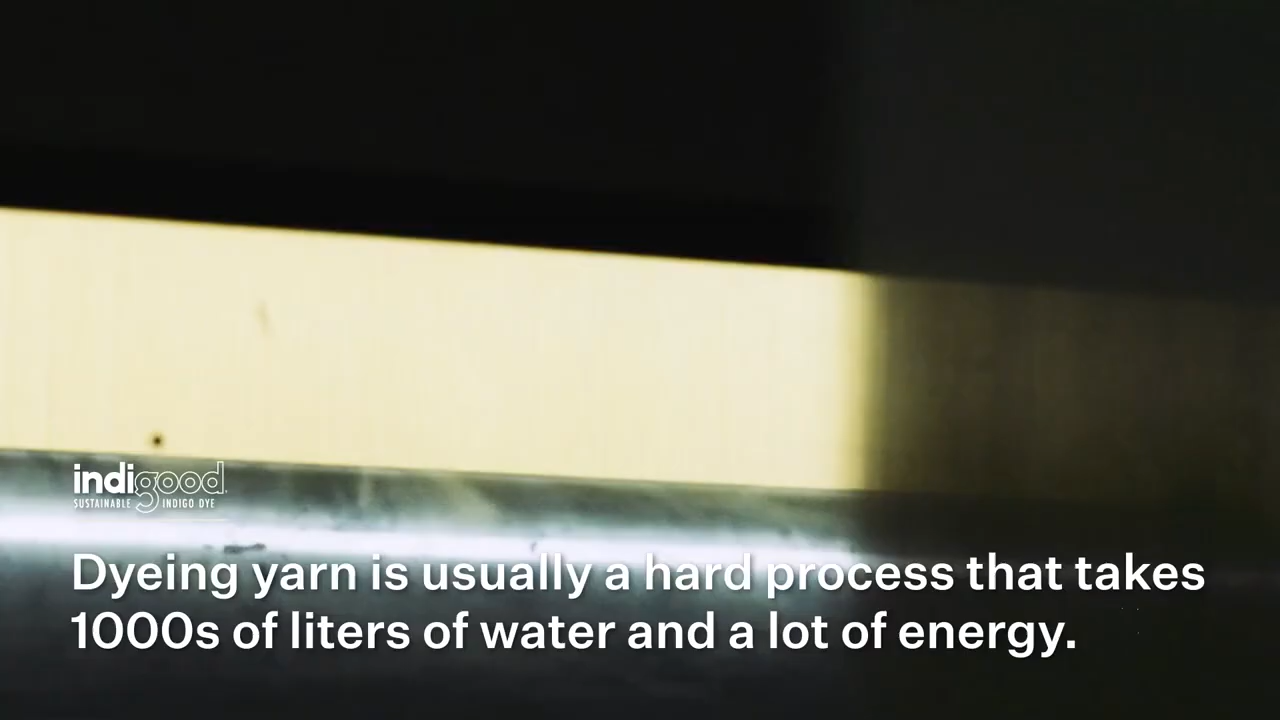 indigood
SUSTAINABLE INDIGO DYE
Dyeing yarn is usually a hard process that takes
1000s of liters of water and a lot of energy.